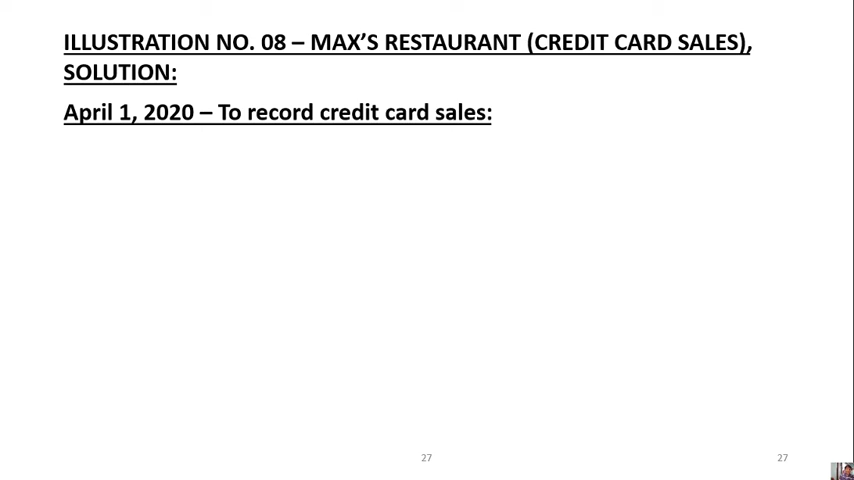 ILLUSTRATION NO. 08 – MAX’S RESTAURANT (CREDIT CARD SALES),
SOLUTION:
April 1, 2020 – To record credit card sales:
27 27